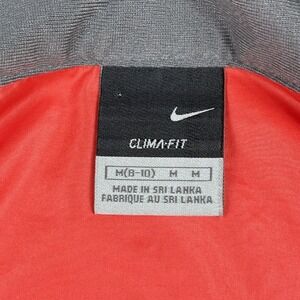 CLIMA-FIT
M(8-10) M M
MADE IN SRI LANKA
FABRIQUE AU SRI LANKA